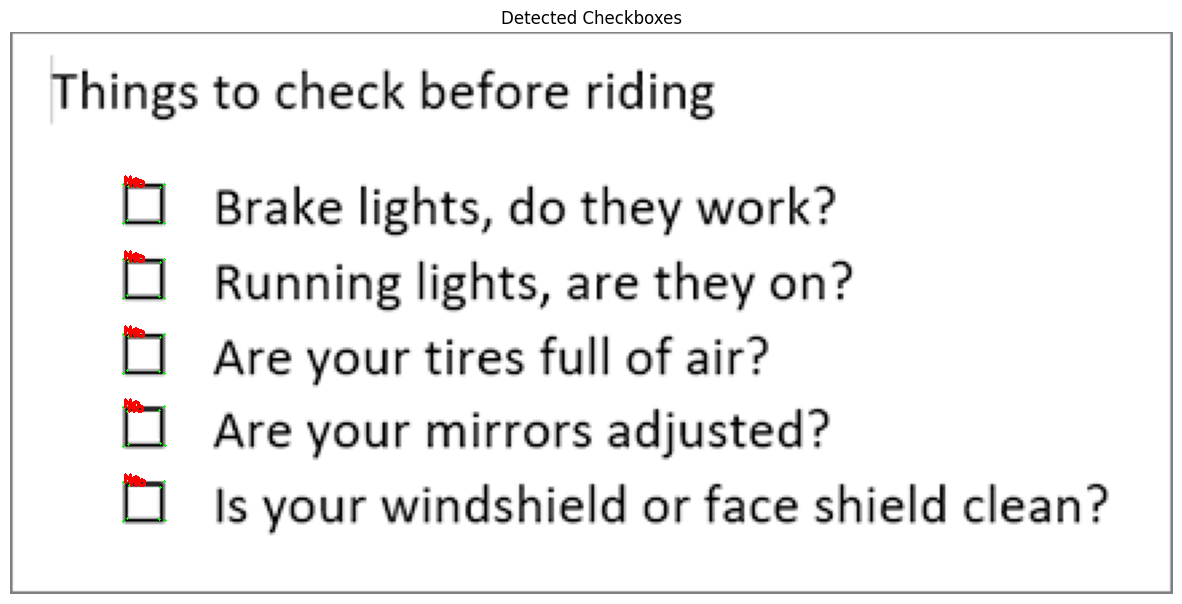 Detected Checkboxes
Things to check before riding
Brake lights, do they work?
Running lights, are they on?
Are your tires full of air?
Are your mirrors adjusted?
Is your windshield or face shield clean?